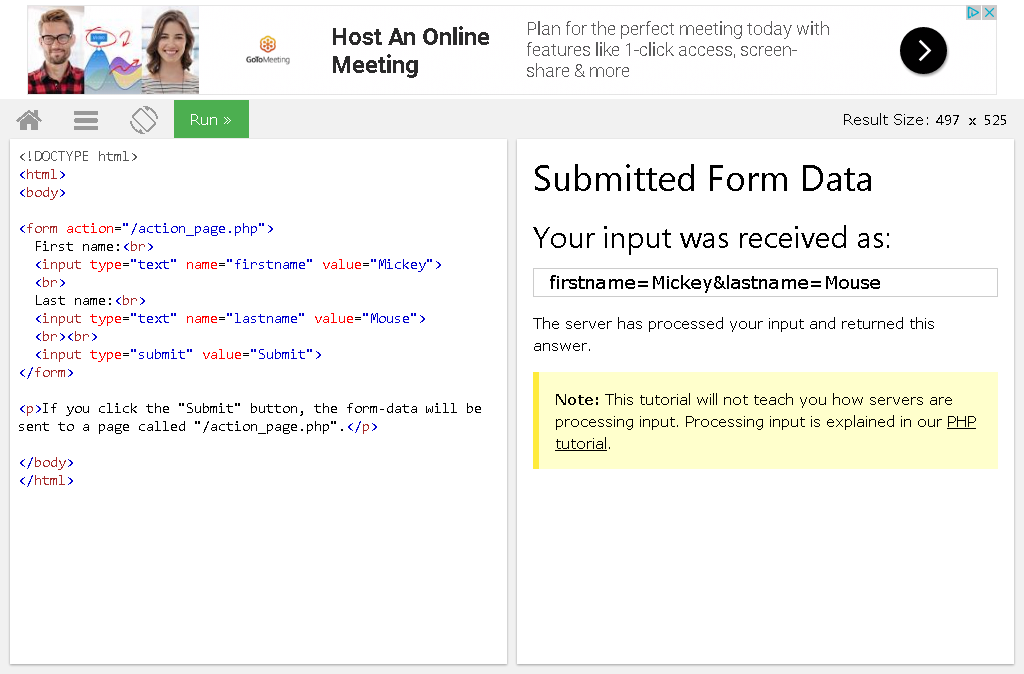 Host An Online
Meeting
GoToMeeting
Plan for the perfect meeting today with
features like 1-click access, screen-
share & more
Run »
Result Size: 497 x 525
<!DOCTYPE html>
<html>
<body>
<form action="/action_page.php">
First name:<br>
<input type="text" name="firstname" value="Mickey">
<br>
Last name:<br>
<input type="text" name="lastname" value="Mouse">
<br><br>
<input type="submit" value="Submit">
</form>
<p>If you click the "Submit" button, the form-data will be
sent to a page called "/action_page.php".</p>
</body>
</html>
Submitted Form Data
Your input was received as:
firstname=Mickey&lastname=Mouse
The server has processed your input and returned this
answer.
Note: This tutorial will not teach you how servers are
processing input. Processing input is explained in our PHP
tutorial.